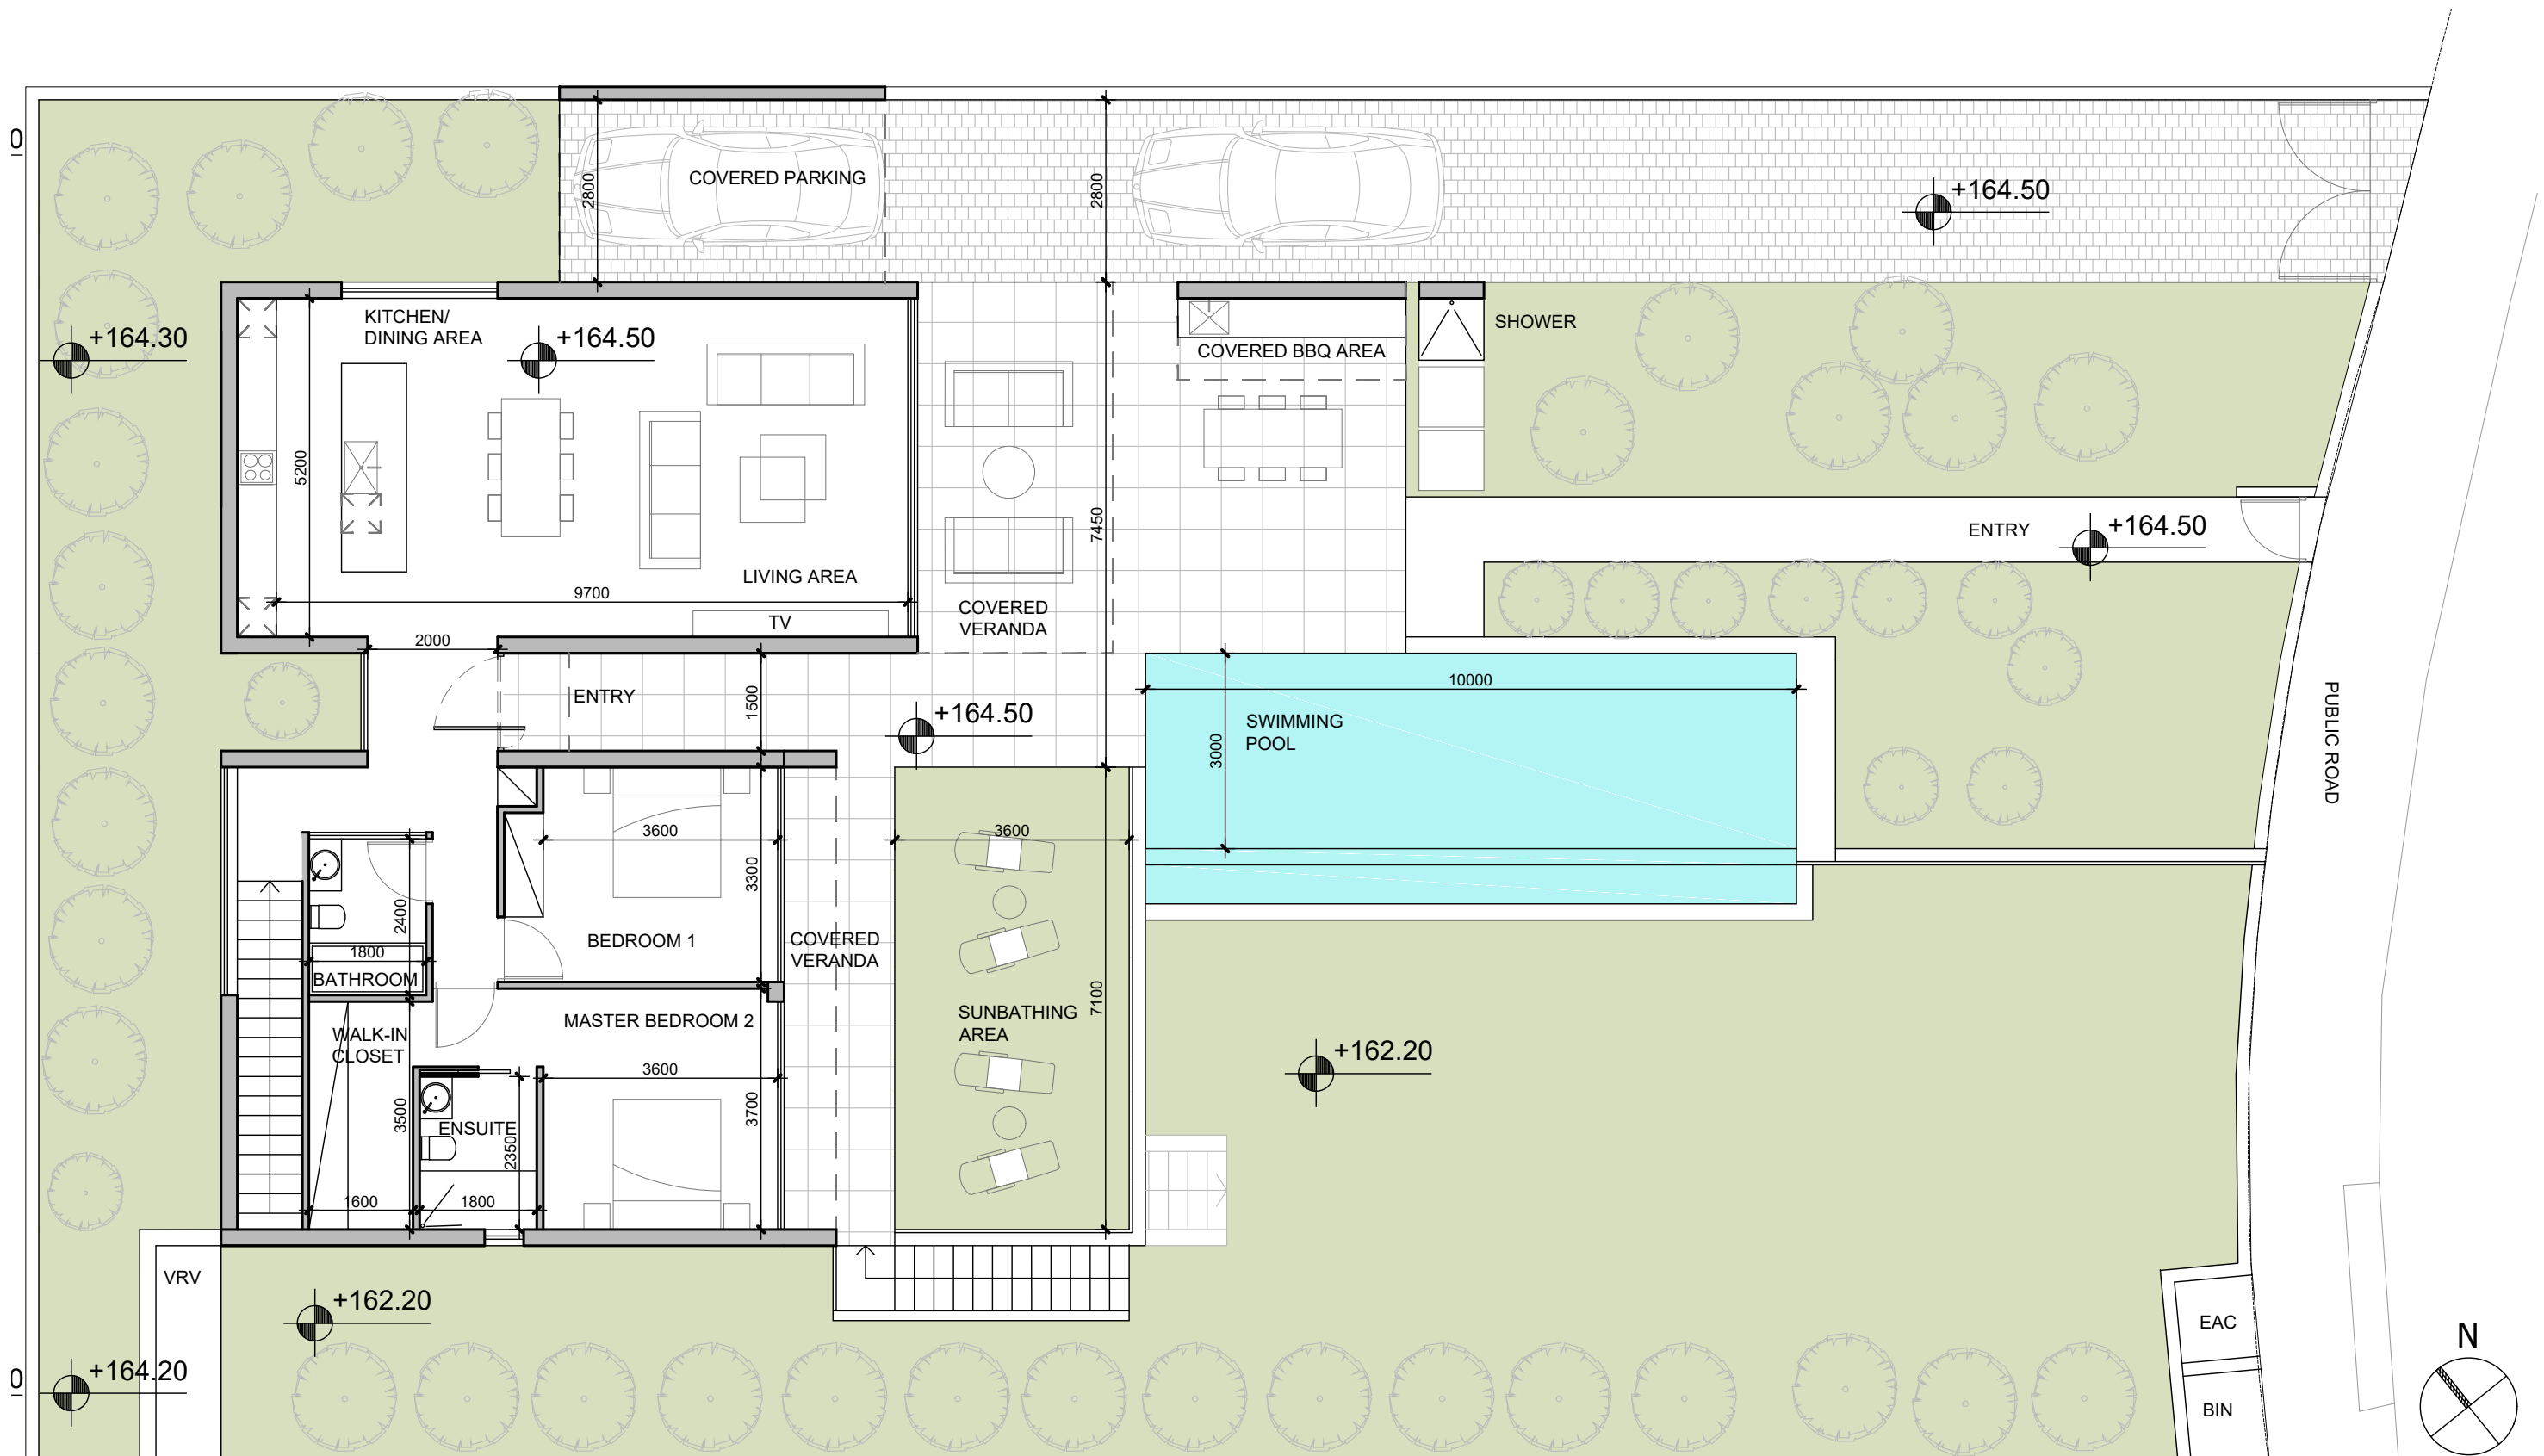 0
COVERED PARKING
2800
2800
+164.50
KITCHEN/
DINING AREA
+164.50
+164.30
SHOWER
COVERED BBQ AREA
5200
7450
ENTRY
+164.50
LIVING AREA
9700
COVERED
VERANDA
TV
2000
ENTRY
1500
+164.50
10000
SWIMMING
POOL
3000
PUBLIC ROAD
3600
3600
3300
2400
BEDROOM 1
COVERED
VERANDA
1800
BATHROOM
7100
SUNBATHING
AREA
MASTER BEDROOM 2
WALK-IN
CLOSET
+162.20
3600
3500
3700
ENSUITE
2350
1600
1800
VRV
+162.20
EAC
N
0
+164.20
BIN